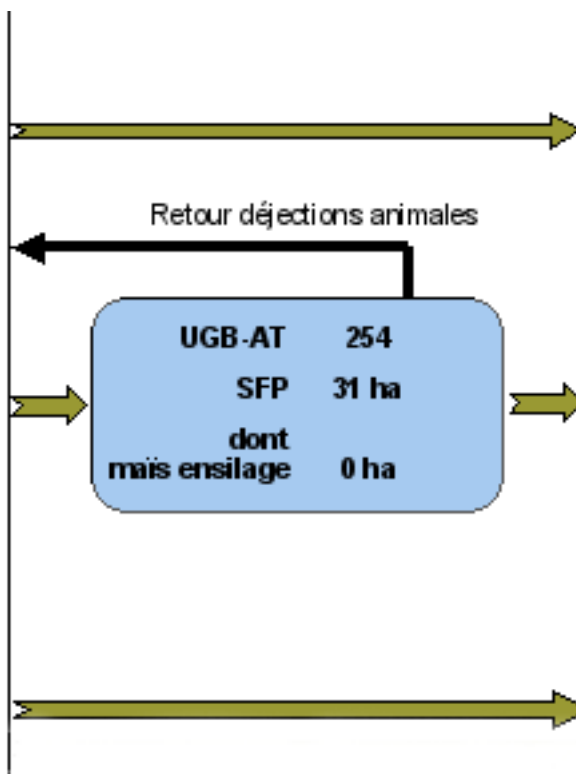 Retour déjections animales
UGB-AT 254
SFP 31 ha
dont
maïs ensilage 0 ha